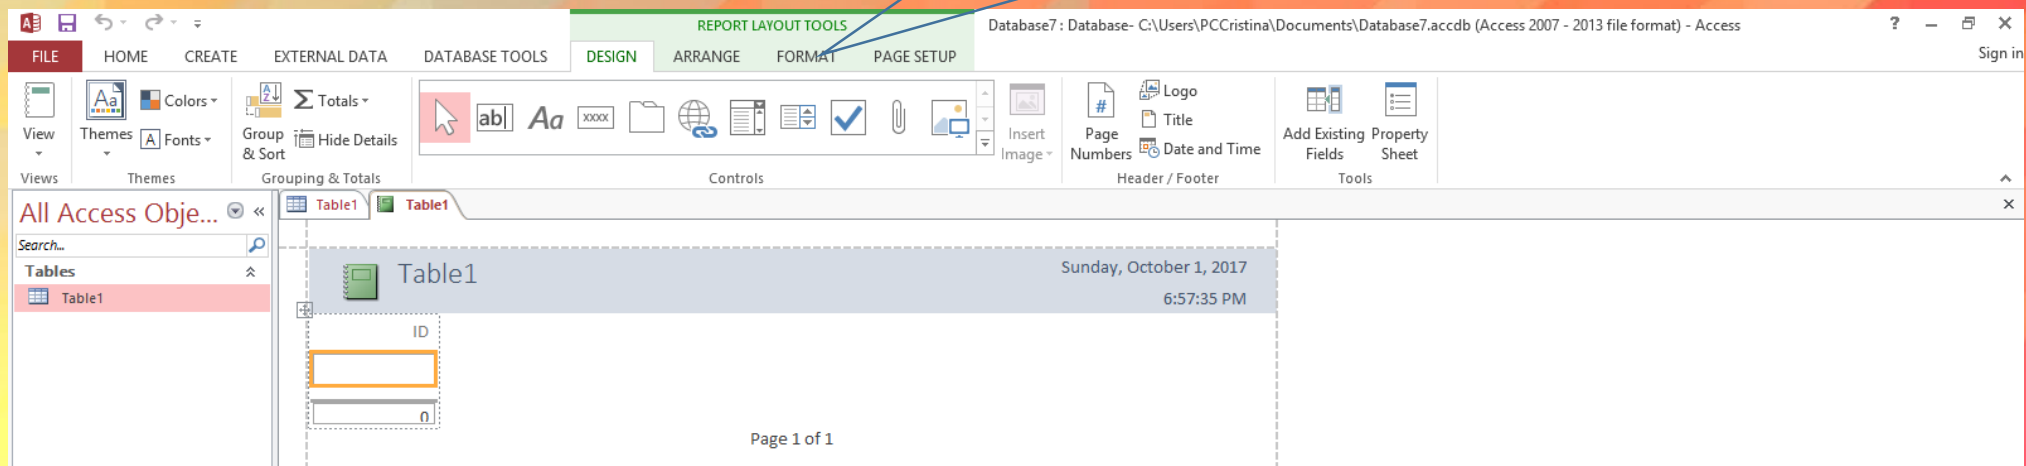 REPORT LAYOUT TOOLS
Database7 : Database- C:\Users\PCCristina\Documents\Database7.accdb (Access 2007 - 2013 file format) - Access
?
FILE HOME CREATE EXTERNAL DATA DATABASE TOOLS DESIGN ARRANGE FORMAT PAGE SETUP
Sign in
View
Views
Aa
Themes
Colors
A Fonts
Themes
Group & Sort
Σ Totals
Hide Details
Grouping & Totals
ab|
Aa
xxxx
Controls
Insert Image
#
Page Numbers
Logo
Title
Date and Time
Header / Footer
Add Existing Fields
Property Sheet
Tools
All Access Obje... «
Search...
Tables
Table1
Table1
Table1
Table1
Sunday, October 1, 2017
6:57:35 PM
ID
0
Page 1 of 1